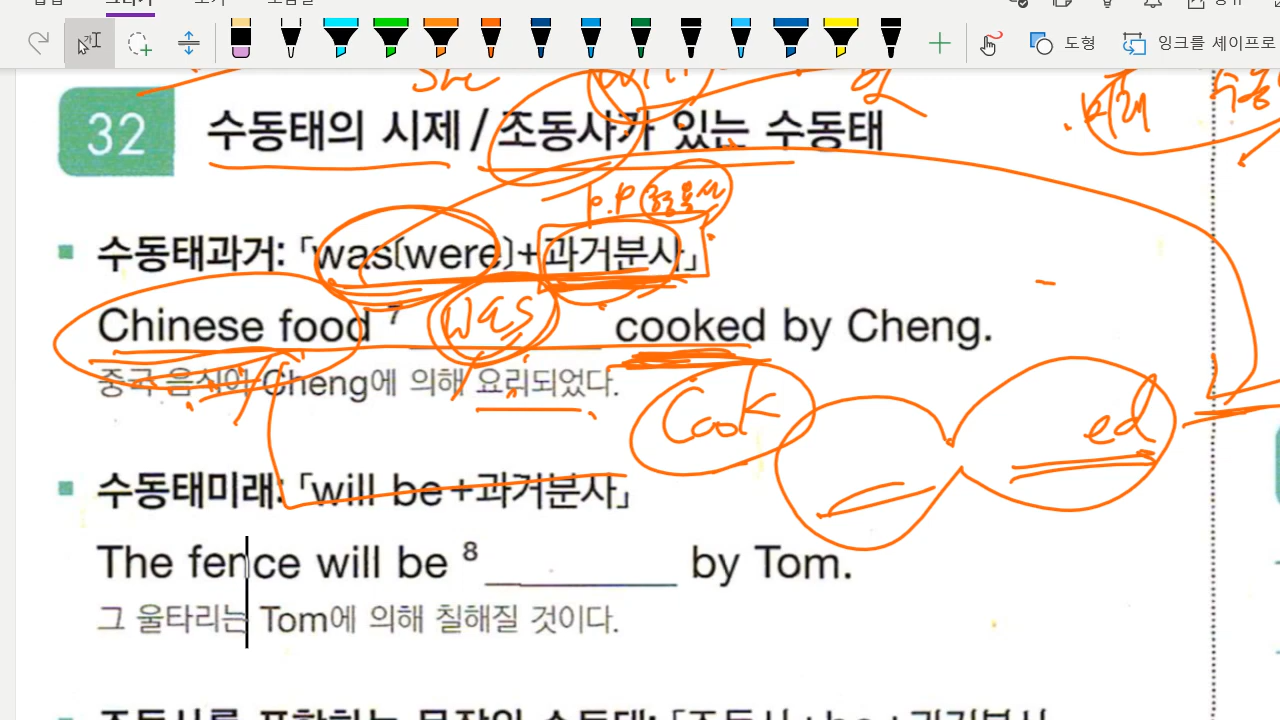 도형
잉크를 셰이프로
32 수동태의 시제 / 조동사가 있는 수동태
p.p 형용사
수동태과거: 「was(were)+과거분사」
Chinese food 7 was cooked by Cheng.
중국 음식이 Cheng에 의해 요리되었다.
Cook
ed
수동태미래: 「will be+과거분사」
The fence will be 8 ________ by Tom.
그 울타리는 Tom에 의해 칠해질 것이다.